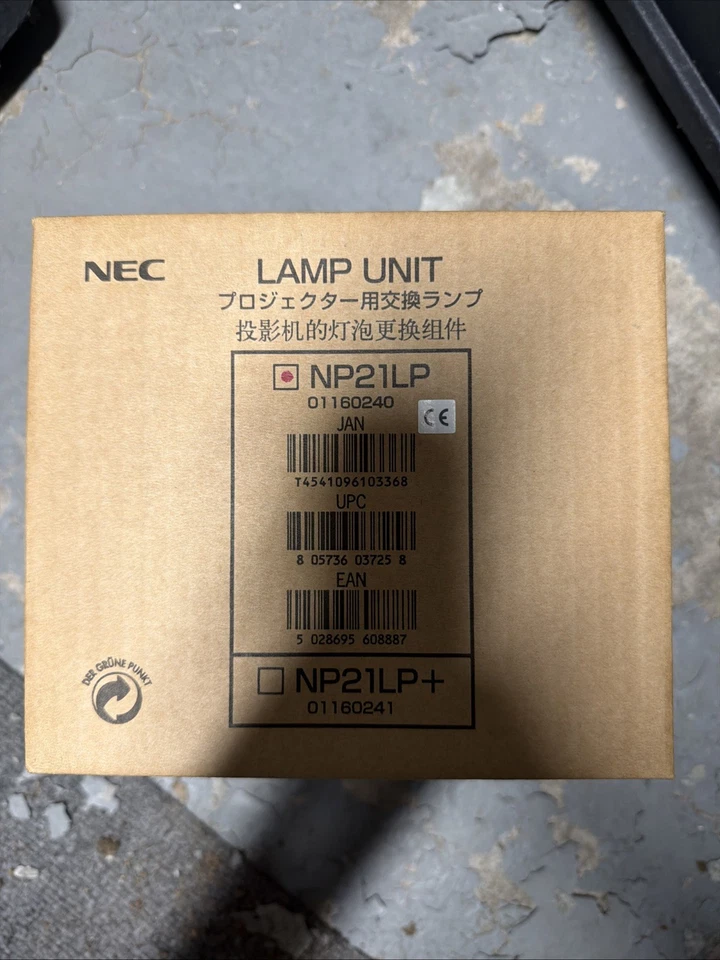 NEC
LAMP UNIT
プロジェクター用交換ランプ
投影机的灯泡更换组件
NP21LP
01160240
CE
JAN
T4541096103368
UPC
8 05736 03725 8
EAN
5 028695 608887
NP21LP+
01160241
DER GRÜNE PUNKT